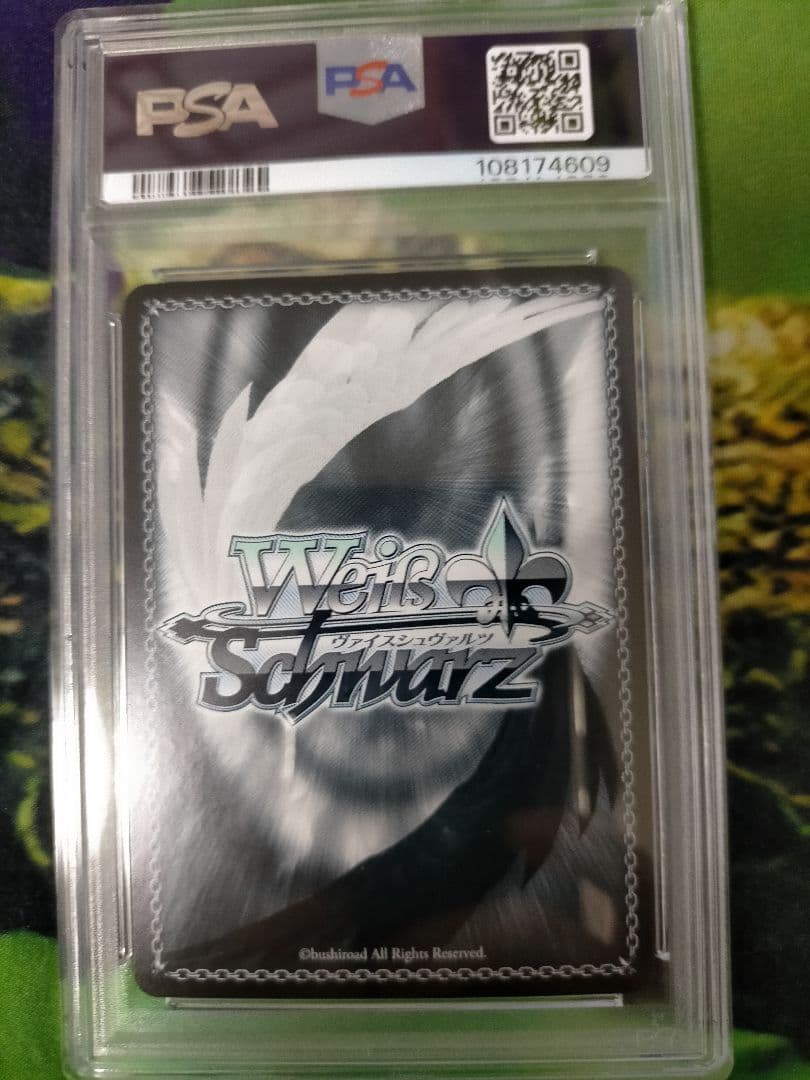 PSA
PSA
108174609
Weiß
ヴァイスシュヴァルツ
Schwarz
©bushiroad All Rights Reserved.